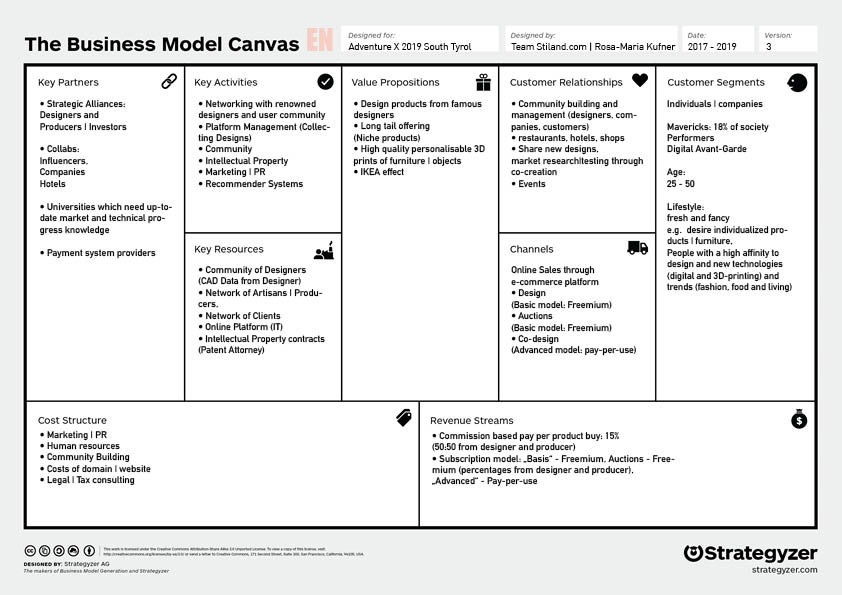 The Business Model Canvas EN
Designed for:
Adventure X 2019 South Tyrol
Designed by:
Team Stiland.com | Rosa-Maria Kufner
Date:
2017 - 2019
Version:
3
Key Partners
• Strategic Alliances:
Designers and
Producers | Investors
• Collabs:
Influencers,
Companies
Hotels
• Universities which need up-to-
date market and technical pro-
gress knowledge
• Payment system providers
Key Activities
• Networking with renowned
designers and user community
• Platform Management (Collec-
ting Designs)
• Community
• Intellectual Property
• Marketing | PR
• Recommender Systems
Key Resources
• Community of Designers
(CAD Data from Designer)
• Network of Artisans | Produ-
cers,
• Network of Clients
• Online Platform (IT)
• Intellectual Property contracts
(Patent Attorney)
Value Propositions
• Design products from famous
designers
• Long tail offering
(Niche products)
• High quality personalisable 3D
prints of furniture | objects
• IKEA effect
Customer Relationships
• Community building and
management (designers, com-
panies, customers)
• restaurants, hotels, shops
• Share new designs,
market research|testing through
co-creation
• Events
Channels
Online Sales through
e-commerce platform
• Design
(Basic model: Freemium)
• Auctions
(Basic model: Freemium)
• Co-design
(Advanced model: pay-per-use)
Customer Segments
Individuals | companies
Mavericks: 18% of society
Performers
Digital Avant-Garde
Age:
25 - 50
Lifestyle:
fresh and fancy
e.g. desire individualized pro-
ducts | furniture,
People with a high affinity to
design and new technologies
(digital and 3D-printing) and
trends (fashion, food and living)
Cost Structure
• Marketing | PR
• Human resources
• Community Building
• Costs of domain | website
• Legal | Tax consulting
Revenue Streams
• Commission based pay per product buy: 15%
(50:50 from designer and producer)
• Subscription model: „Basis“ - Freemium, Auctions - Free-
mium (percentages from designer and producer),
„Advanced“ - Pay-per-use
This work is licensed under the Creative Commons Attribution-Share Alike 3.0 Unported License. To view a copy of this license, visit:
http://creativecommons.org/licenses/by-sa/3.0/ or send a letter to Creative Commons, 171 Second Street, Suite 300, San Francisco, California, 94105, USA.
DESIGNED BY: Strategyzer AG
The makers of Business Model Generation and Strategyzer
Strategyzer
strategyzer.com